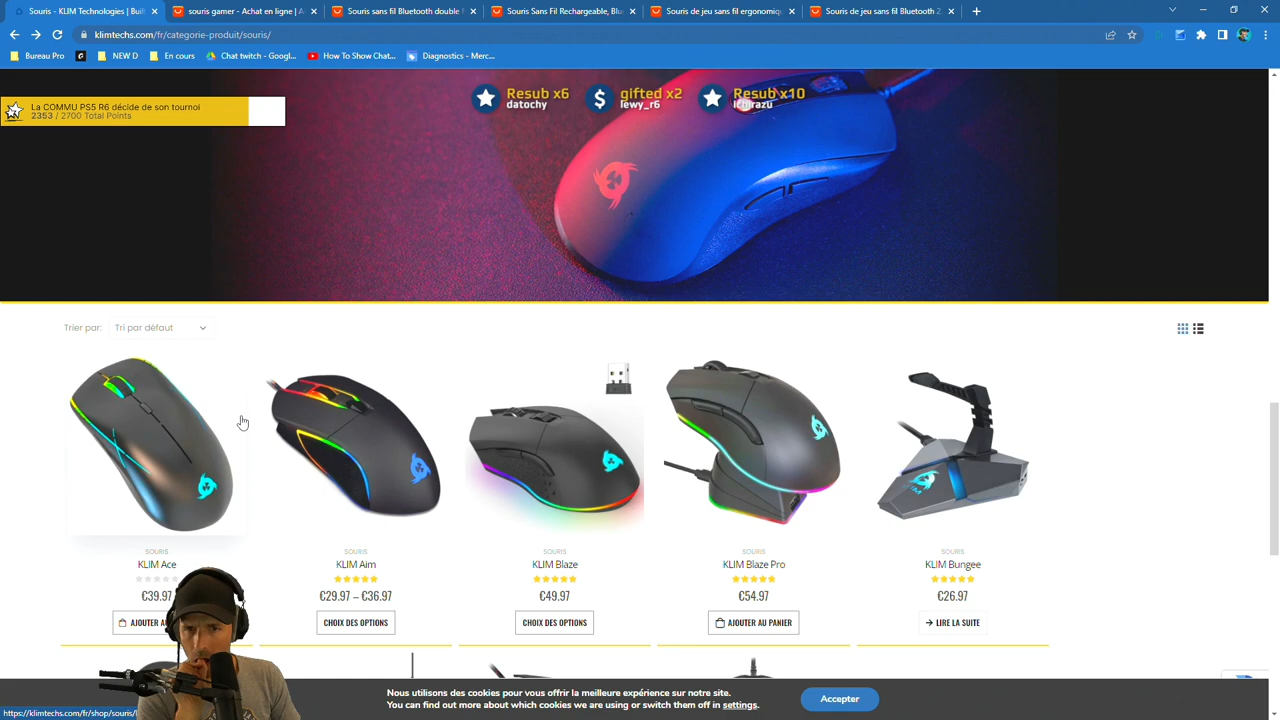 Souris - KLIM Technologies | Buil
souris gamer - Achat en ligne | A
Souris sans fil Bluetooth double
Souris Sans Fil Rechargeable, Blu
Souris de jeu sans fil ergonomiqu
Souris de jeu sans fil Bluetooth 2.
klimtechs.com/fr/categorie-produit/souris/
Bureau Pro
NEW D
En cours
Chat twitch - Googl...
How To Show Chat...
Diagnostics - Merc...
Resub x6
datochy
gifted x2
lewy_r6
Resub x10
ichirazu
La COMMU PS5 R6 décide de son tournoi
2353 / 2700 Total Points
Trier par:
Tri par défaut
SOURIS
KLIM Ace
€39.97
AJOUTER AU
SOURIS
KLIM Aim
€29.97 – €36.97
CHOIX DES OPTIONS
SOURIS
KLIM Blaze
€49.97
CHOIX DES OPTIONS
SOURIS
KLIM Blaze Pro
€54.97
AJOUTER AU PANIER
KLIM
SOURIS
KLIM Bungee
€26.97
LIRE LA SUITE
Nous utilisons des cookies pour vous offrir la meilleure expérience sur notre site.
You can find out more about which cookies we are using or switch them off in settings.
Accepter
https://klimtechs.com/fr/shop/souris/